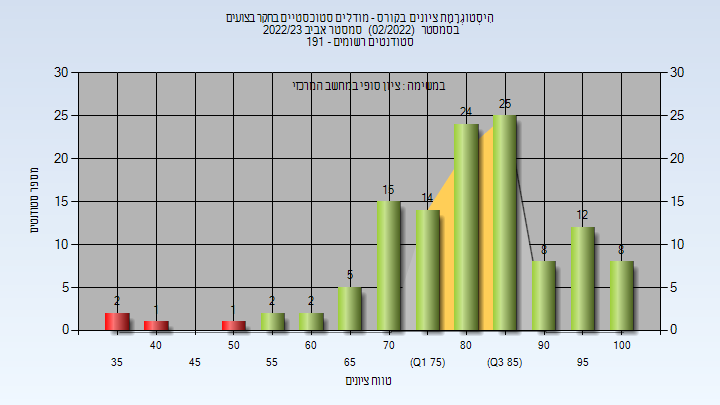 היסטוגרמת ציונים בקורס - מודלים סטוכסטיים בחקר בצועים
בסמסטר (02/2022) סמסטר אביב 2022/23
סטודנטים רשומים - 191
במשימה : ציון סופי במחשב המרכזי
30 30
25 25
20 20
15 15
10 10
5 5
0 0
2 1 1 2 2 5 15 14 24 25 8 12 8
מספר סטודנטים
40 50 60 70 80 90 100
35 45 55 65 (Q1 75) (Q3 85) 95
טווח ציונים